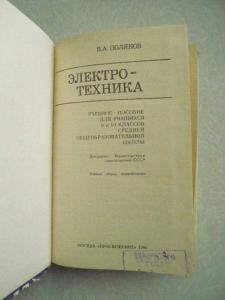 В.А. ПОЛЯКОВ
ЭЛЕКТРО-
ТЕХНИКА
УЧЕБНОЕ ПОСОБИЕ
ДЛЯ УЧАЩИХСЯ
9 и 10 КЛАССОВ
СРЕДНЕЙ
ОБЩЕОБРАЗОВАТЕЛЬНОЙ
ШКОЛЫ
Допущено Министерством
просвещения СССР
МОСКВА «ПРОСВЕЩЕНИЕ»